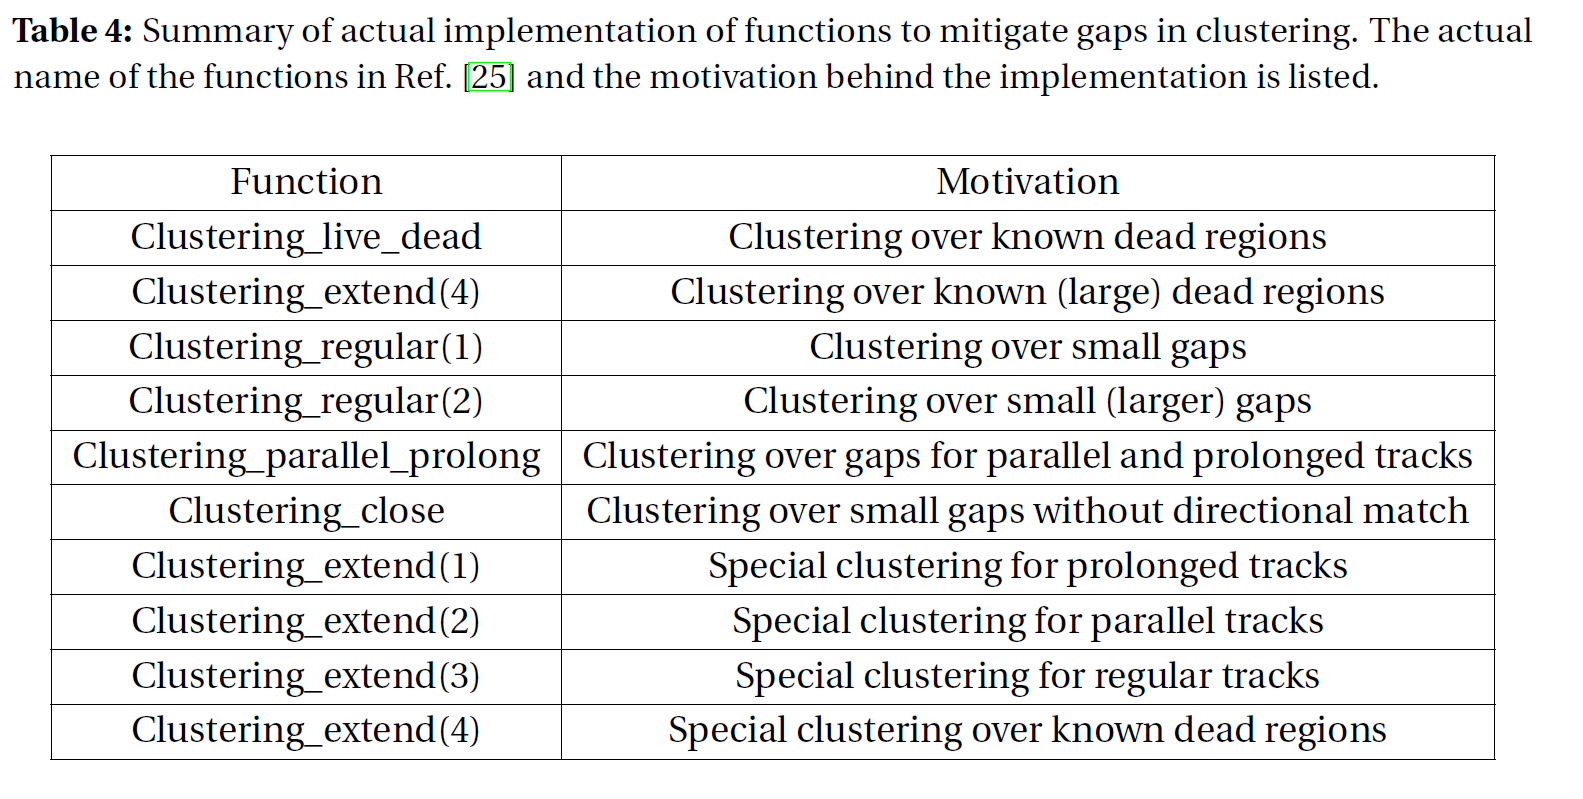 Table 4: Summary of actual implementation of functions to mitigate gaps in clustering. The actual
name of the functions in Ref. [25] and the motivation behind the implementation is listed.
Function Motivation
Clustering_live_dead Clustering over known dead regions
Clustering_extend(4) Clustering over known (large) dead regions
Clustering_regular(1) Clustering over small gaps
Clustering_regular(2) Clustering over small (larger) gaps
Clustering_parallel_prolong Clustering over gaps for parallel and prolonged tracks
Clustering_close Clustering over small gaps without directional match
Clustering_extend(1) Special clustering for prolonged tracks
Clustering_extend(2) Special clustering for parallel tracks
Clustering_extend(3) Special clustering for regular tracks
Clustering_extend(4) Special clustering over known dead regions